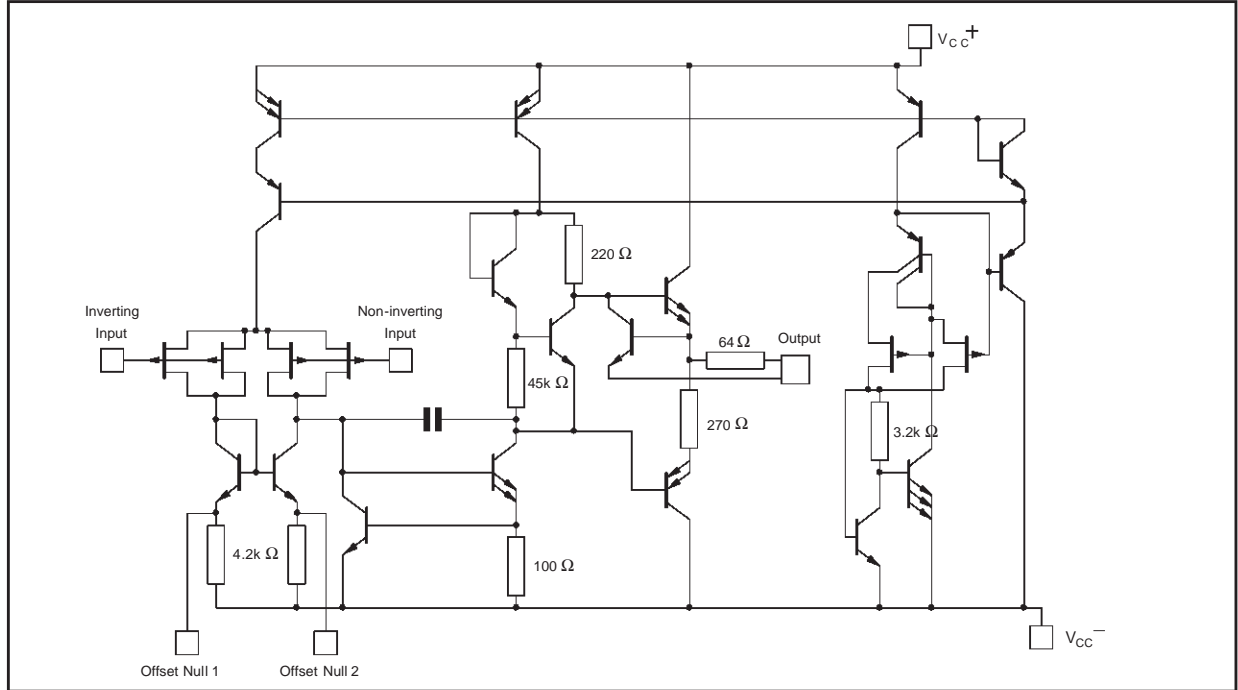 V CC +
220 Ω
Inverting
Input
Non-inverting
Input
64 Ω
Output
45k Ω
270 Ω
3.2k Ω
4.2k Ω
100 Ω
Offset Null 1
Offset Null 2
VCC −